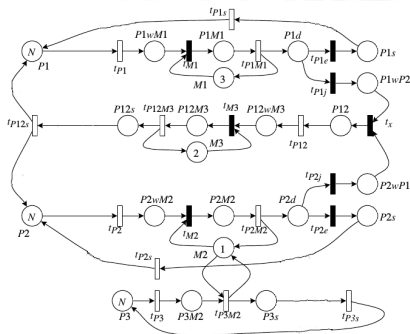 tP1s
N P1wM1 P1M1 P1d P1s
P1 tP1 tM1 tP1M1 tP1e
M1 3 tP1j P1wP2
P12s tP12M3 P12M3 tM3 P12wM3 P12
tP12s M3 tP12 tx
2
tP2j P2wP1
N P2wM2 P2M2 P2d P2s
P2 tP2 tM2 tP2M2 tP2e
M2 1
tP2s
N tP3 P3M2 tP3M2 P3s tP3s
P3